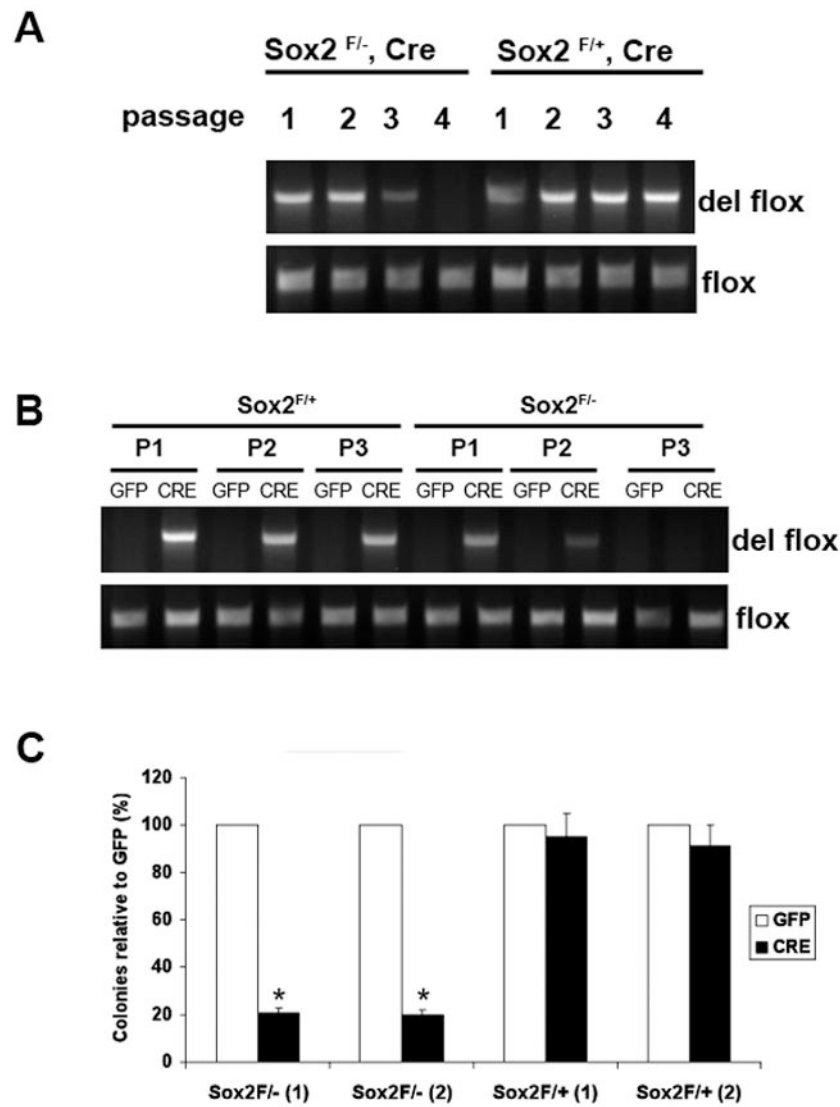 A
Sox2 F/-, Cre Sox2 F/+, Cre
passage 1 2 3 4 1 2 3 4
del flox
flox
B
Sox2F/+ Sox2F/-
P1 P2 P3 P1 P2 P3
GFP CRE GFP CRE GFP CRE GFP CRE GFP CRE GFP CRE
del flox
flox
C
Colonies relative to GFP (%)
120
100
80
60
40
20
0
* *
GFP
CRE
Sox2F/- (1) Sox2F/- (2) Sox2F/+ (1) Sox2F/+ (2)